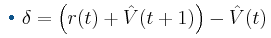 • δ = (r(t) + V̂(t + 1)) − V̂(t)